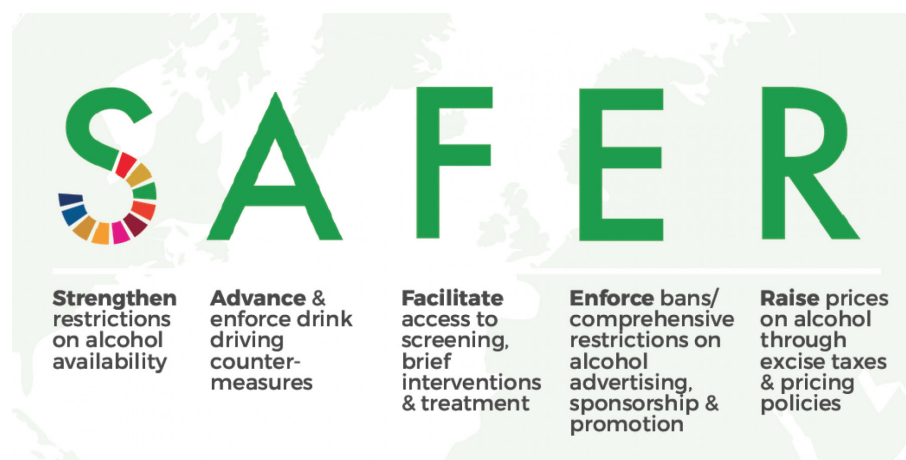 SAFER
Strengthen
restrictions
on alcohol
availability
Advance &
enforce drink
driving
counter-
measures
Facilitate
access to
screening,
brief
interventions
& treatment
Enforce bans/
comprehensive
restrictions on
alcohol
advertising,
sponsorship &
promotion
Raise prices
on alcohol
through
excise taxes
& pricing
policies